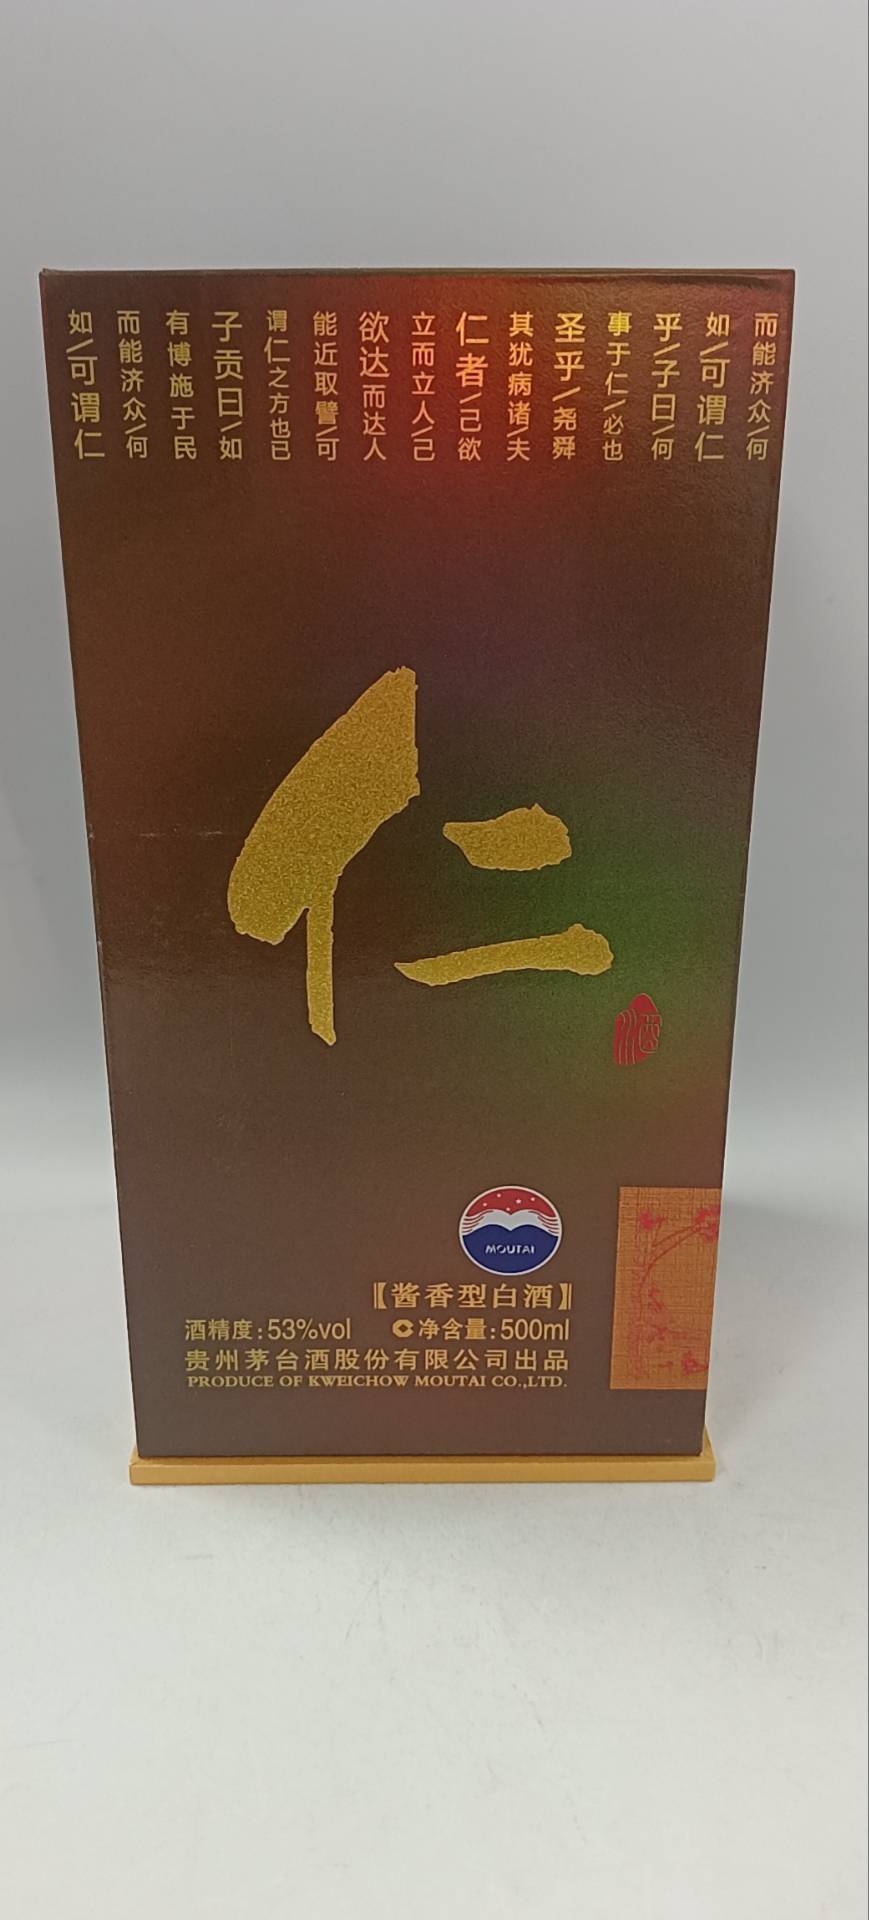 而能济众/何
如/可谓仁
乎/子曰/何
事于仁/必也
圣乎/尧舜
其犹病诸/夫
仁者/己欲
立而立人/己
欲达而达人
能近取譬/可
谓仁之方也已
子贡曰/如
有博施于民
而能济众/何
如/可谓仁
仁
酒
MOUTAI
【酱香型白酒】
酒精度:53%vol 净含量:500ml
贵州茅台酒股份有限公司出品
PRODUCE OF KWEICHOW MOUTAI CO.,LTD.